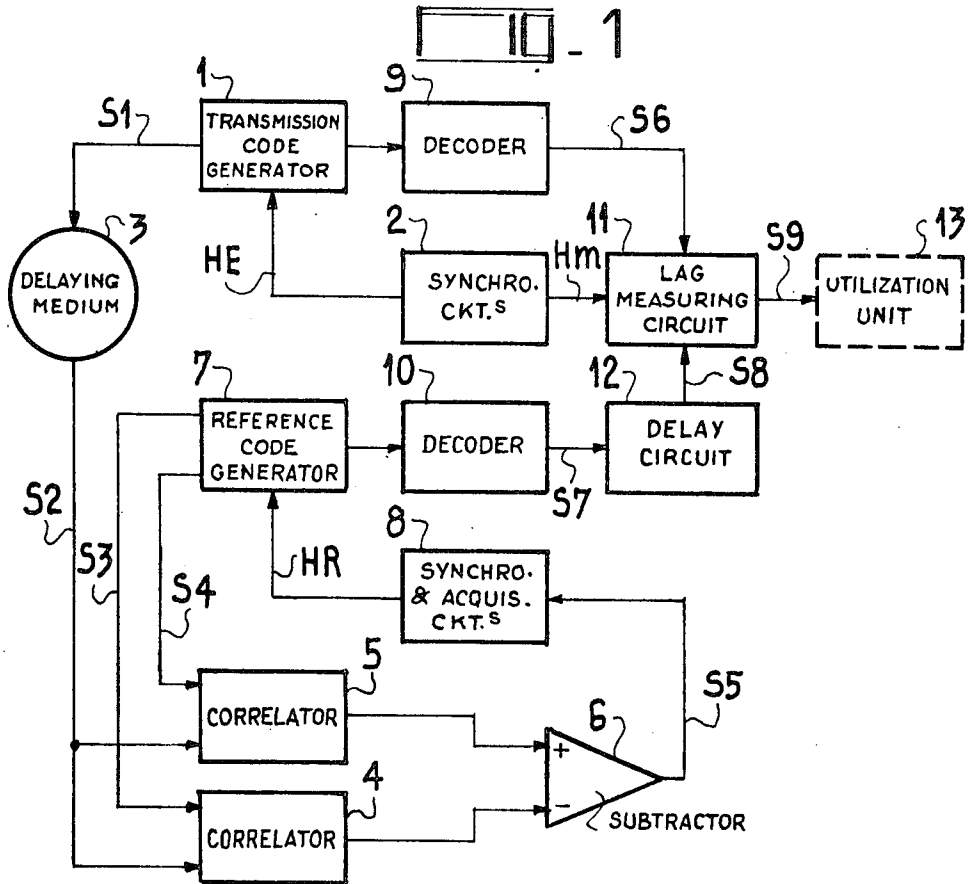 FIG_1
1
9
S1
TRANSMISSION
CODE
GENERATOR
DECODER
S6
3
2
11
S9
13
DELAYING
MEDIUM
HE
SYNCHRO.
CKT.S
Hm
LAG
MEASURING
CIRCUIT
UTILIZATION
UNIT
7
10
12
S8
REFERENCE
CODE
GENERATOR
DECODER
S7
DELAY
CIRCUIT
S2
S3
S4
HR
8
SYNCHRO.
& ACQUIS.
CKT.S
5
S5
CORRELATOR
6
+
4
-
CORRELATOR
SUBTRACTOR